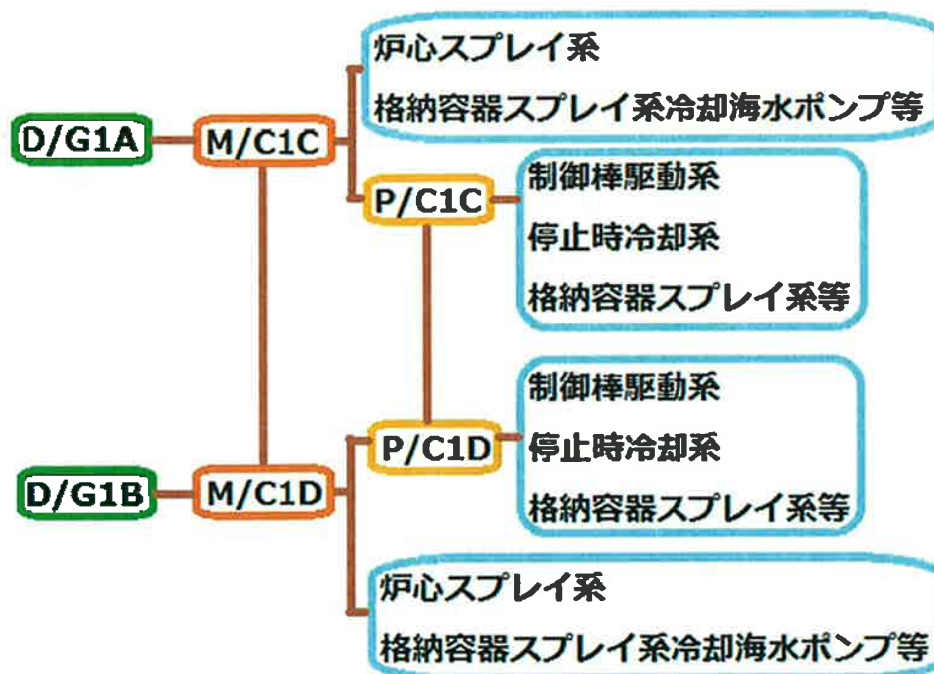 炉心スプレイ系
格納容器スプレイ系冷却海水ポンプ等
D/G1A
M/C1C
P/C1C
制御棒駆動系
停止時冷却系
格納容器スプレイ系等
制御棒駆動系
停止時冷却系
格納容器スプレイ系等
P/C1D
D/G1B
M/C1D
炉心スプレイ系
格納容器スプレイ系冷却海水ポンプ等